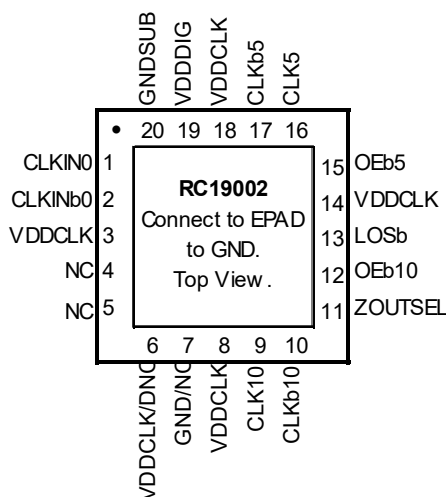 GNDSUB
VDDDIG
VDDCLK
CLKb5
CLK5
20 19 18 17 16
CLKIN0 1
CLKINb0 2
VDDCLK 3
NC 4
NC 5
RC19002
Connect to EPAD
to GND.
Top View .
15 OEb5
14 VDDCLK
13 LOSb
12 OEb10
11 ZOUTSEL
6 7 8 9 10
VDDCLK/DNC
GND/NC
VDDCLK
CLK10
CLKb10